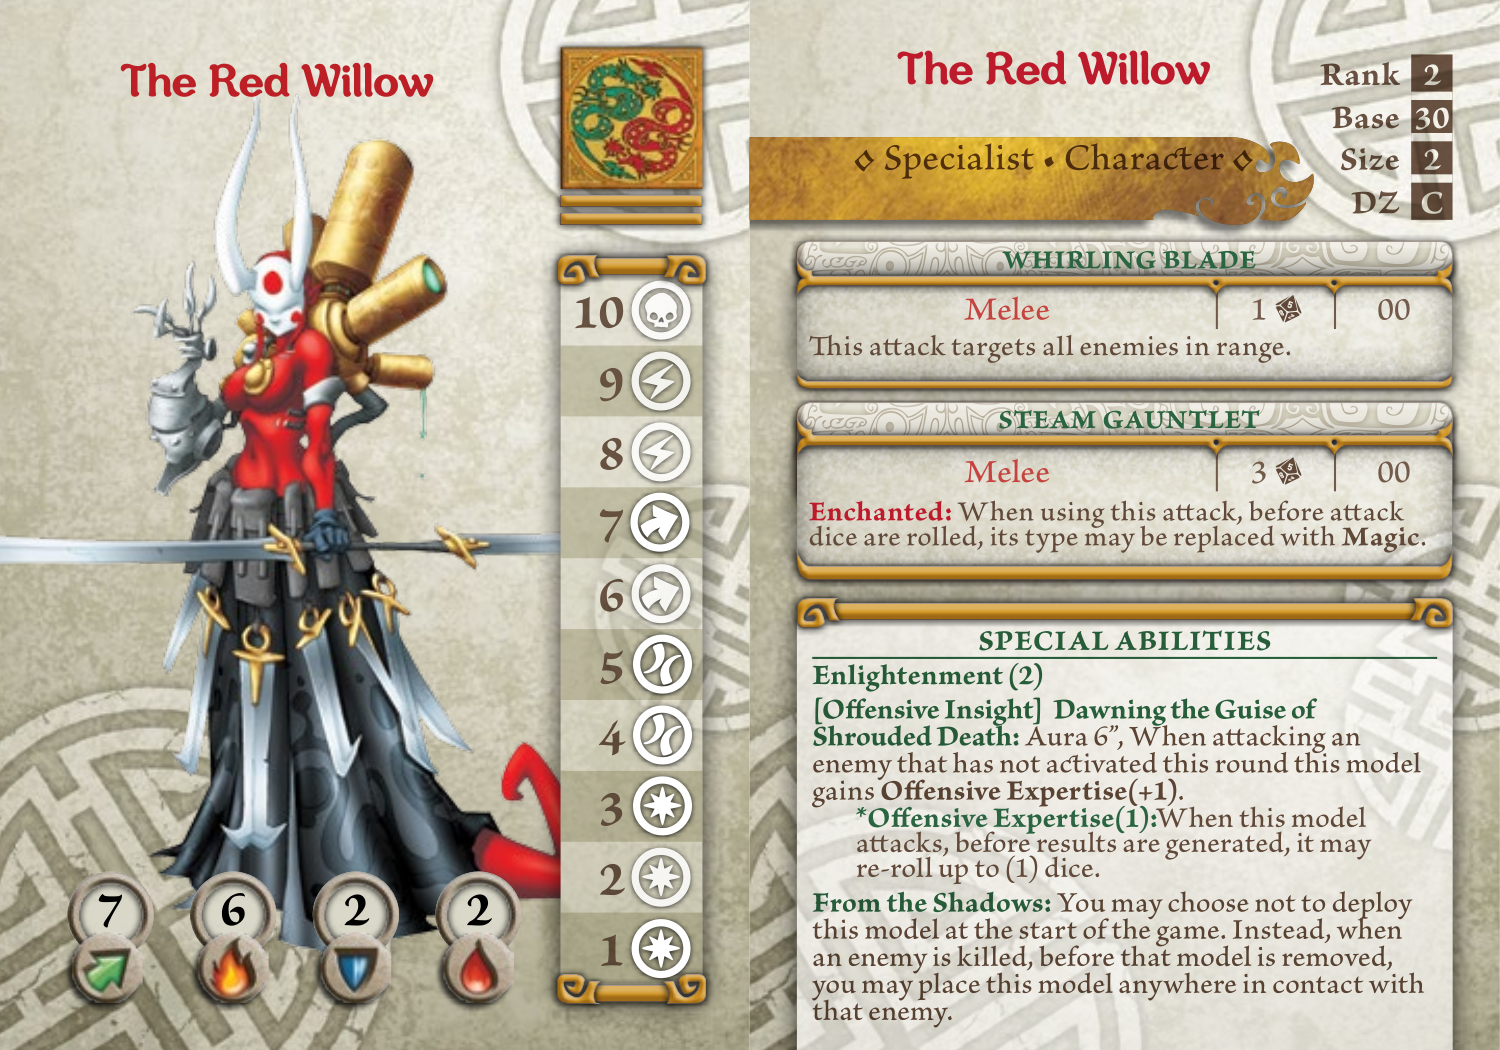 The Red Willow
10
9
8
7
6
5
4
3
2
1
7
6
2
2
The Red Willow
Rank 2
Base 30
Size 2
DZ C
◇ Specialist • Character ◇
WHIRLING BLADE
Melee 1 00
This attack targets all enemies in range.
STEAM GAUNTLET
Melee 3 00
Enchanted: When using this attack, before attack
dice are rolled, its type may be replaced with Magic.
SPECIAL ABILITIES
Enlightenment (2)
[Offensive Insight] Dawning the Guise of
Shrouded Death: Aura 6”, When attacking an
enemy that has not activated this round this model
gains Offensive Expertise(+1).
*Offensive Expertise(1):When this model
attacks, before results are generated, it may
re-roll up to (1) dice.
From the Shadows: You may choose not to deploy
this model at the start of the game. Instead, when
an enemy is killed, before that model is removed,
you may place this model anywhere in contact with
that enemy.